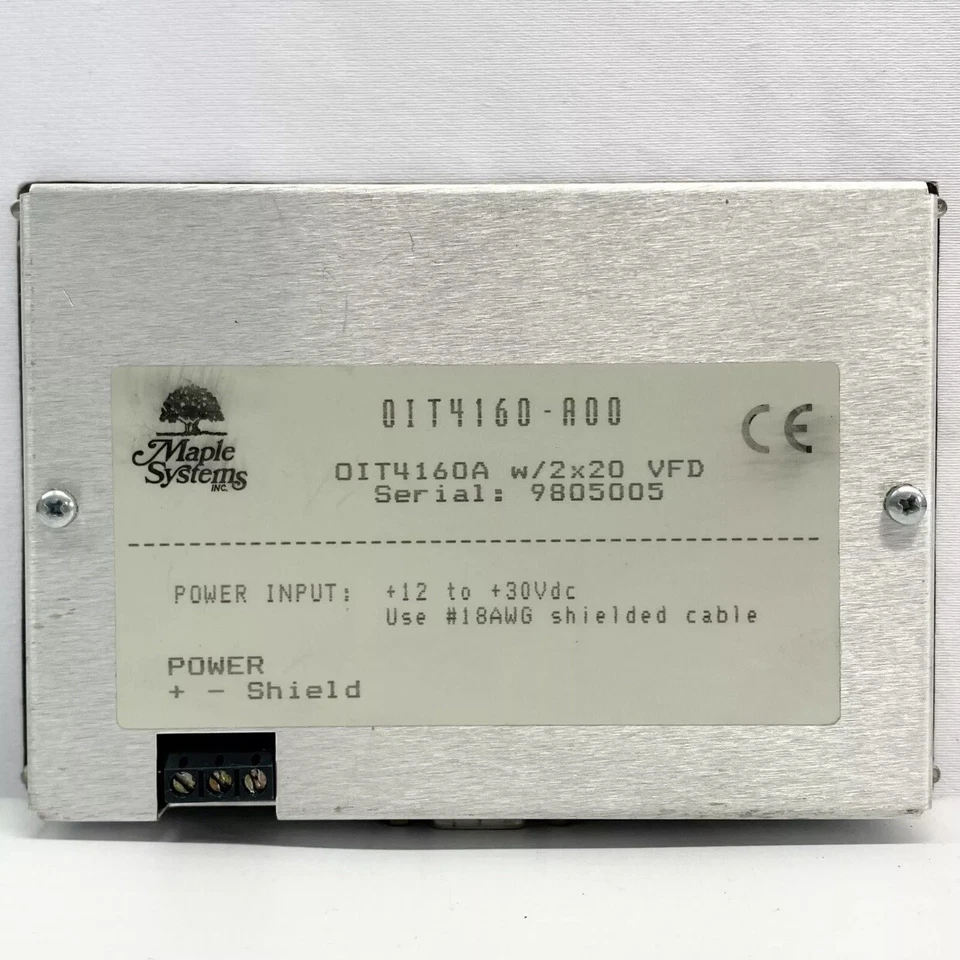 Maple
Systems
INC.
OIT4160-A00
CE
OIT4160A w/2x20 VFD
Serial: 9805005
POWER INPUT: +12 to +30Vdc
Use #18AWG shielded cable
POWER
+ - Shield